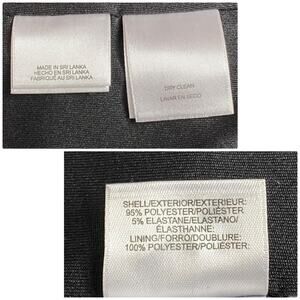 MADE IN SRI LANKA
HECHO EN SRI LANKA
FABRIQUÉ AU SRI LANKA
DRY CLEAN
LAVAR EN SECO
SHELL/EXTERIOR/EXTERIEUR:
95% POLYESTER/POLIÉSTER
5% ELASTANE/ELASTANO/
ÉLASTHANNE:
LINING/FORRO/DOUBLURE:
100% POLYESTER/POLIÉSTER: